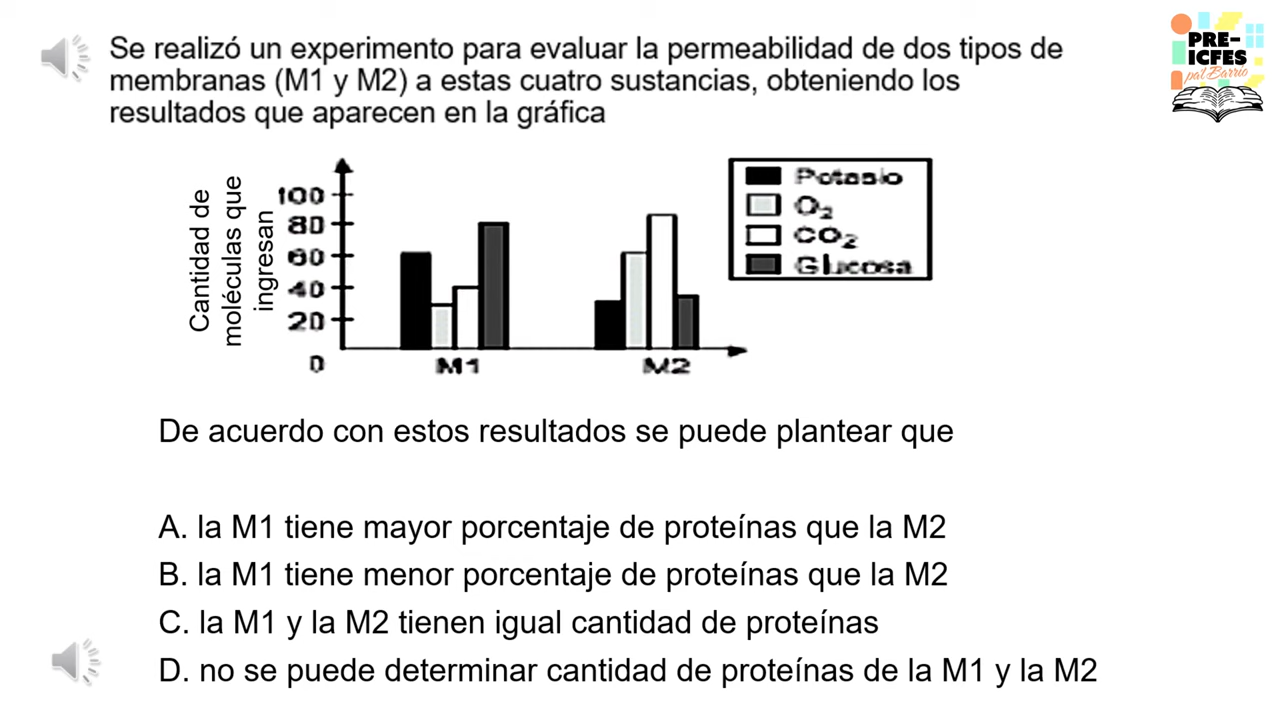 PRE-
ICFES
pa'l Barrio
Se realizó un experimento para evaluar la permeabilidad de dos tipos de
membranas (M1 y M2) a estas cuatro sustancias, obteniendo los
resultados que aparecen en la gráfica
Cantidad de
moléculas que
ingresan
100
80
60
40
20
0
M1
M2
Potasio
O₂
CO₂
Glucosa
De acuerdo con estos resultados se puede plantear que
A. la M1 tiene mayor porcentaje de proteínas que la M2
B. la M1 tiene menor porcentaje de proteínas que la M2
C. la M1 y la M2 tienen igual cantidad de proteínas
D. no se puede determinar cantidad de proteínas de la M1 y la M2